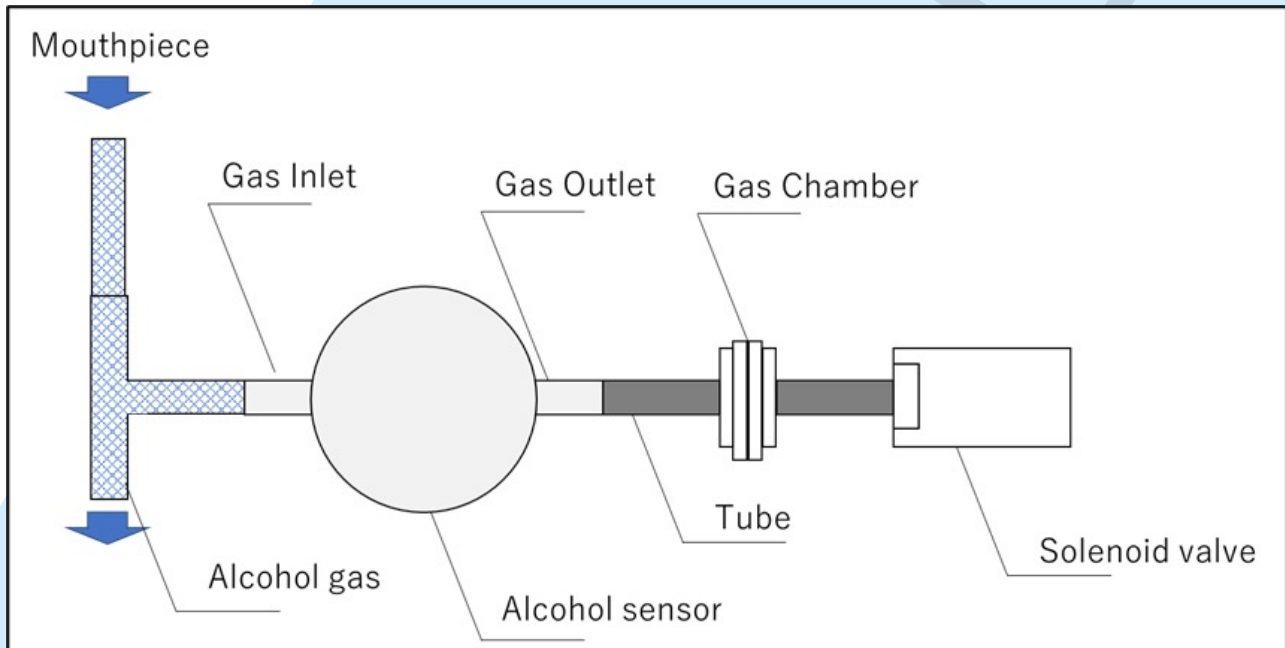 Mouthpiece
Gas Inlet
Gas Outlet
Gas Chamber
Tube
Solenoid valve
Alcohol gas
Alcohol sensor